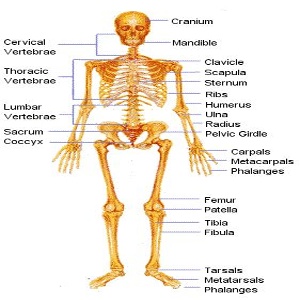 Cranium
Cervical
Vertebrae
Mandible
Thoracic
Vertebrae
Clavicle
Scapula
Sternum
Ribs
Lumbar
Vertebrae
Humerus
Ulna
Radius
Sacrum
Pelvic Girdle
Coccyx
Carpals
Metacarpals
Phalanges
Femur
Patella
Tibia
Fibula
Tarsals
Metatarsals
Phalanges